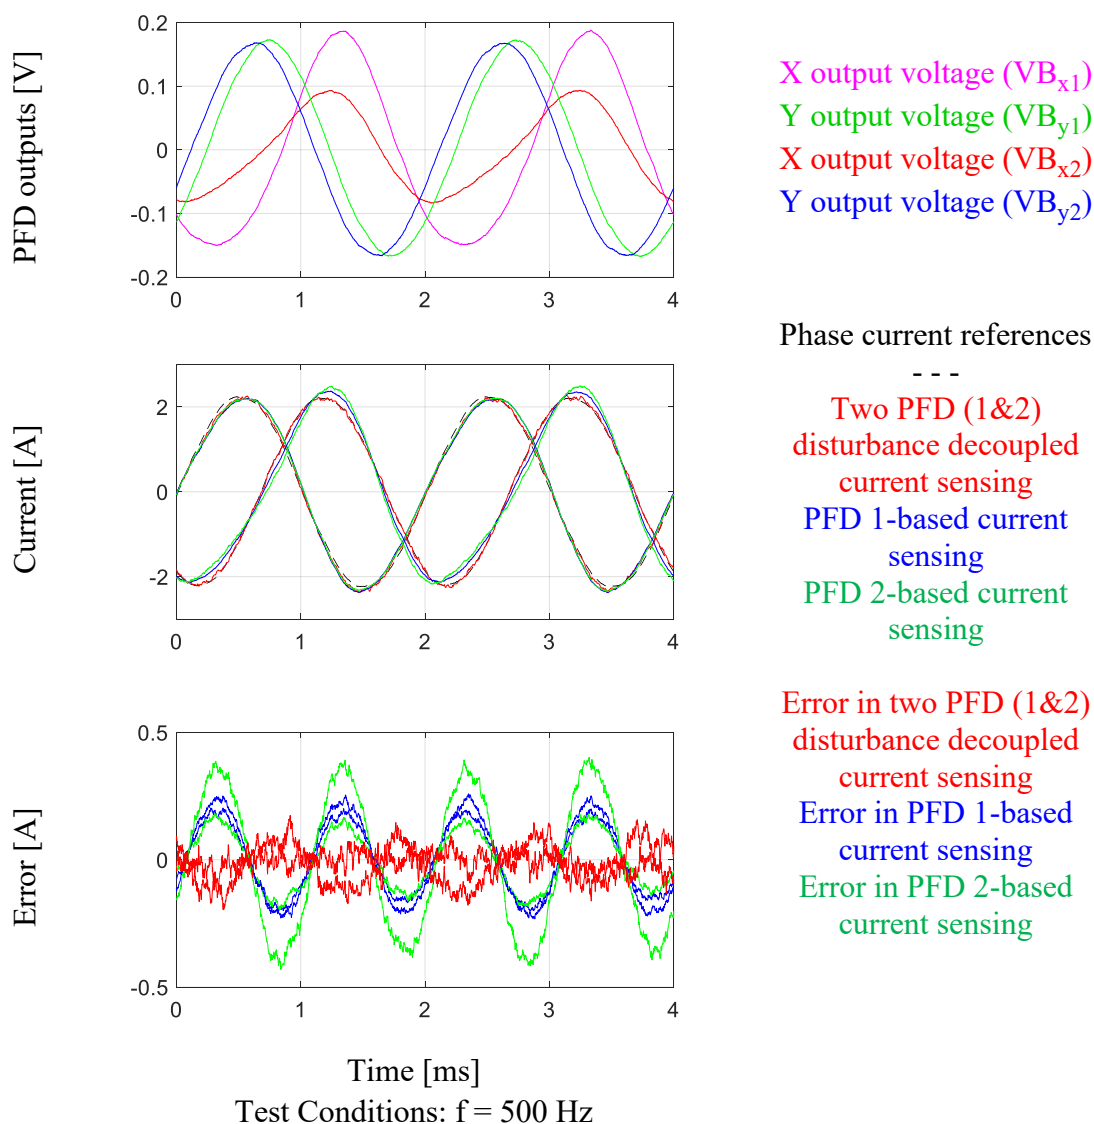 PFD outputs [V]
0.2
0.1
0
-0.1
-0.2
0
1
2
3
4
X output voltage (VBx1)
Y output voltage (VBy1)
X output voltage (VBx2)
Y output voltage (VBy2)
Current [A]
2
0
-2
0
1
2
3
4
Phase current references
- - -
Two PFD (1&2)
disturbance decoupled
current sensing
PFD 1-based current
sensing
PFD 2-based current
sensing
Error [A]
0.5
0
-0.5
0
1
2
3
4
Error in two PFD (1&2)
disturbance decoupled
current sensing
Error in PFD 1-based
current sensing
Error in PFD 2-based
current sensing
Time [ms]
Test Conditions: f = 500 Hz